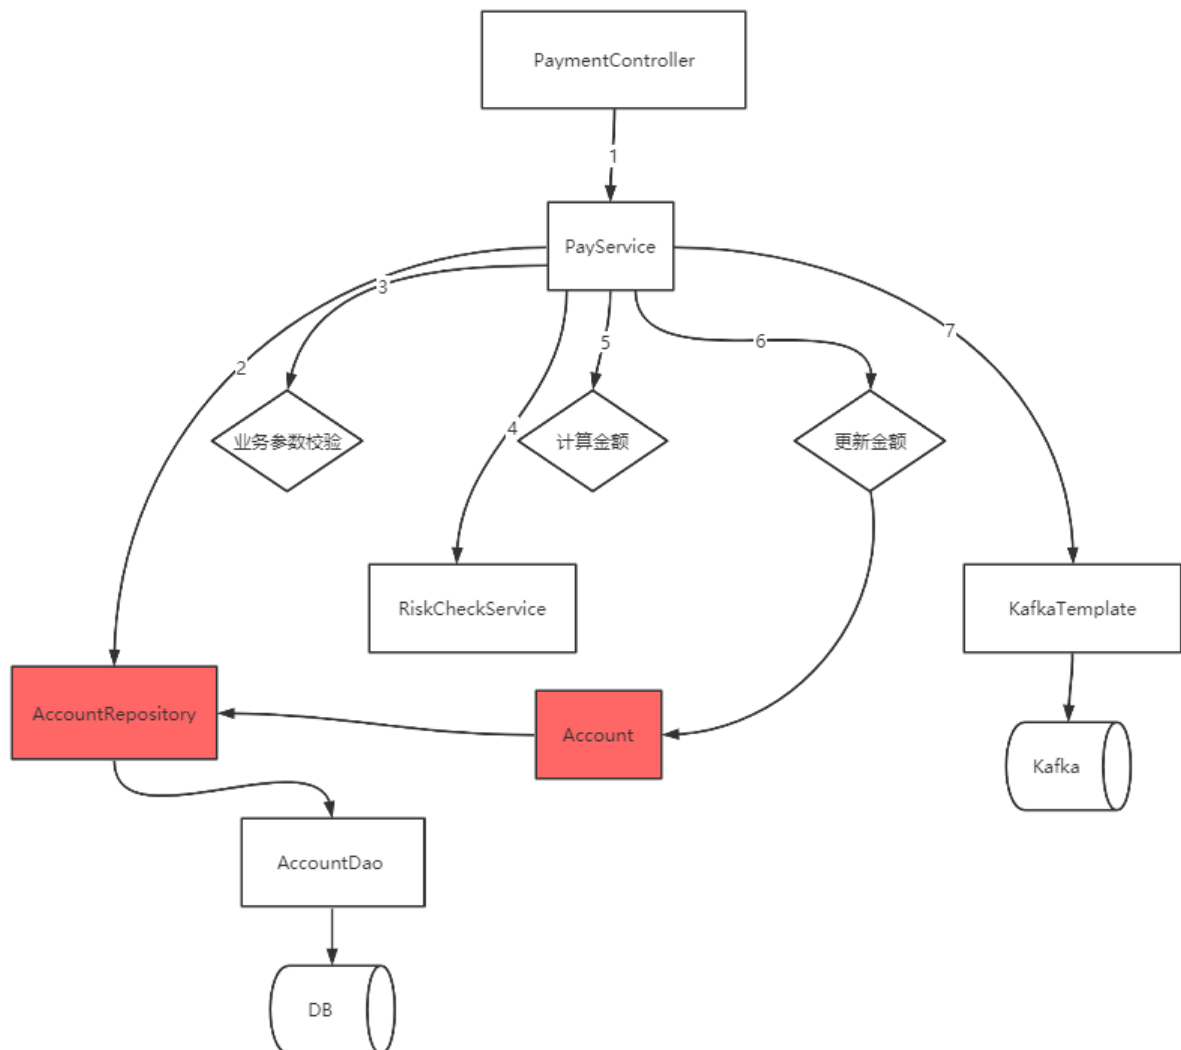 PaymentController
1
PayService
3
5
6
7
2
4
业务参数校验
计算金额
更新金额
RiskCheckService
KafkaTemplate
AccountRepository
Account
Kafka
AccountDao
DB